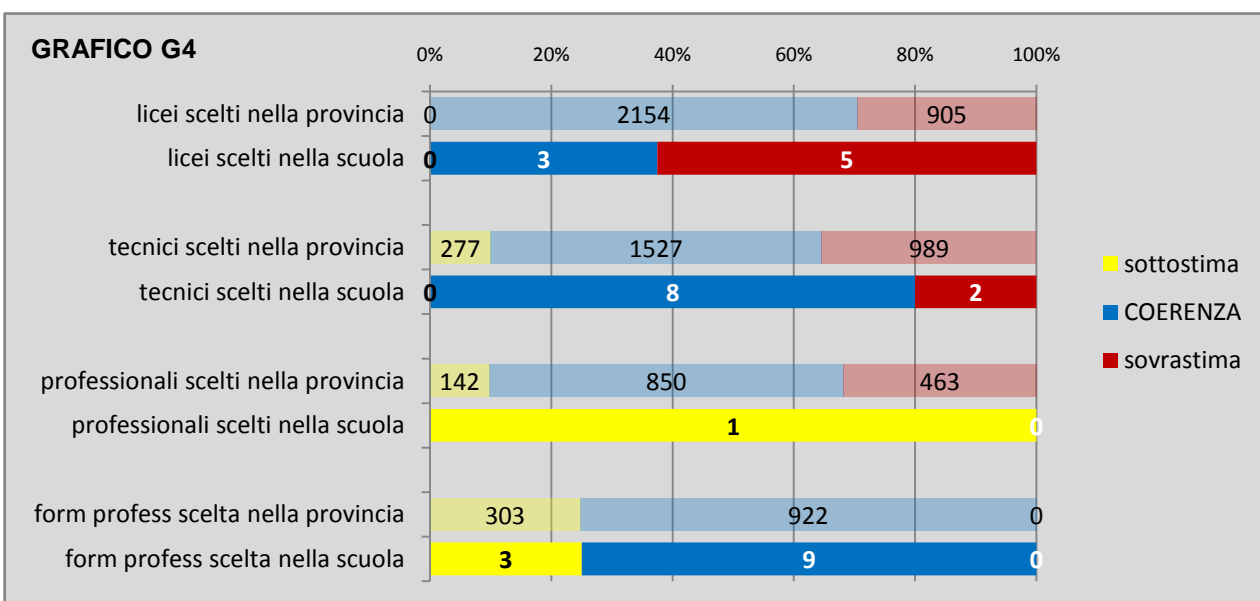 GRAFICO G4
0% 20% 40% 60% 80% 100%
licei scelti nella provincia 0 2154 905
licei scelti nella scuola 0 3 5
tecnici scelti nella provincia 277 1527 989
tecnici scelti nella scuola 0 8 2
professionali scelti nella provincia 142 850 463
professionali scelti nella scuola 1 0
form profess scelta nella provincia 303 922 0
form profess scelta nella scuola 3 9 0
sottostima
COERENZA
sovrastima